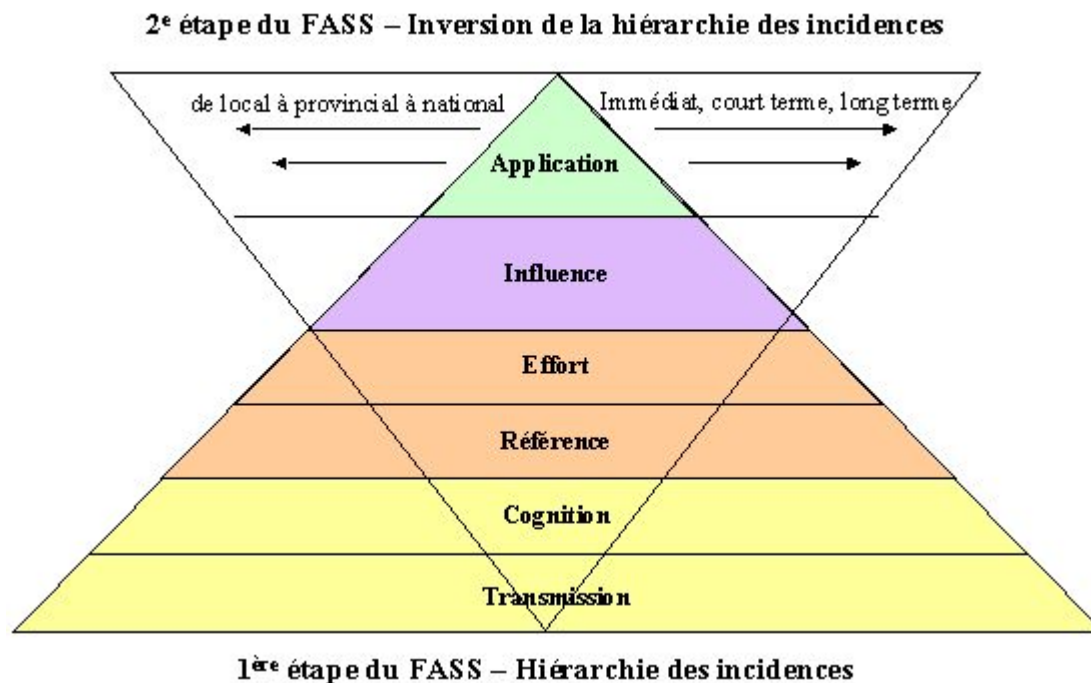 2e étape du FASS – Inversion de la hiérarchie des incidences
de local à provincial à national
Immédiat, court terme, long terme
Application
Influence
Effort
Référence
Cognition
Transmission
1ère étape du FASS – Hiérarchie des incidences